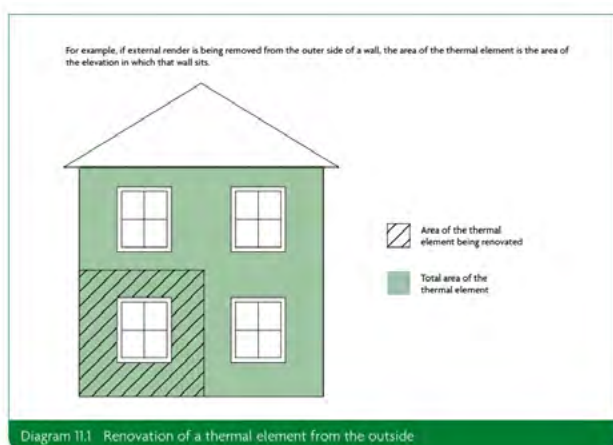 For example, if external render is being removed from the outer side of a wall, the area of the thermal element is the area of
the elevation in which that wall sits.
Area of the thermal
element being renovated
Total area of the
thermal element
Diagram 11.1 Renovation of a thermal element from the outside